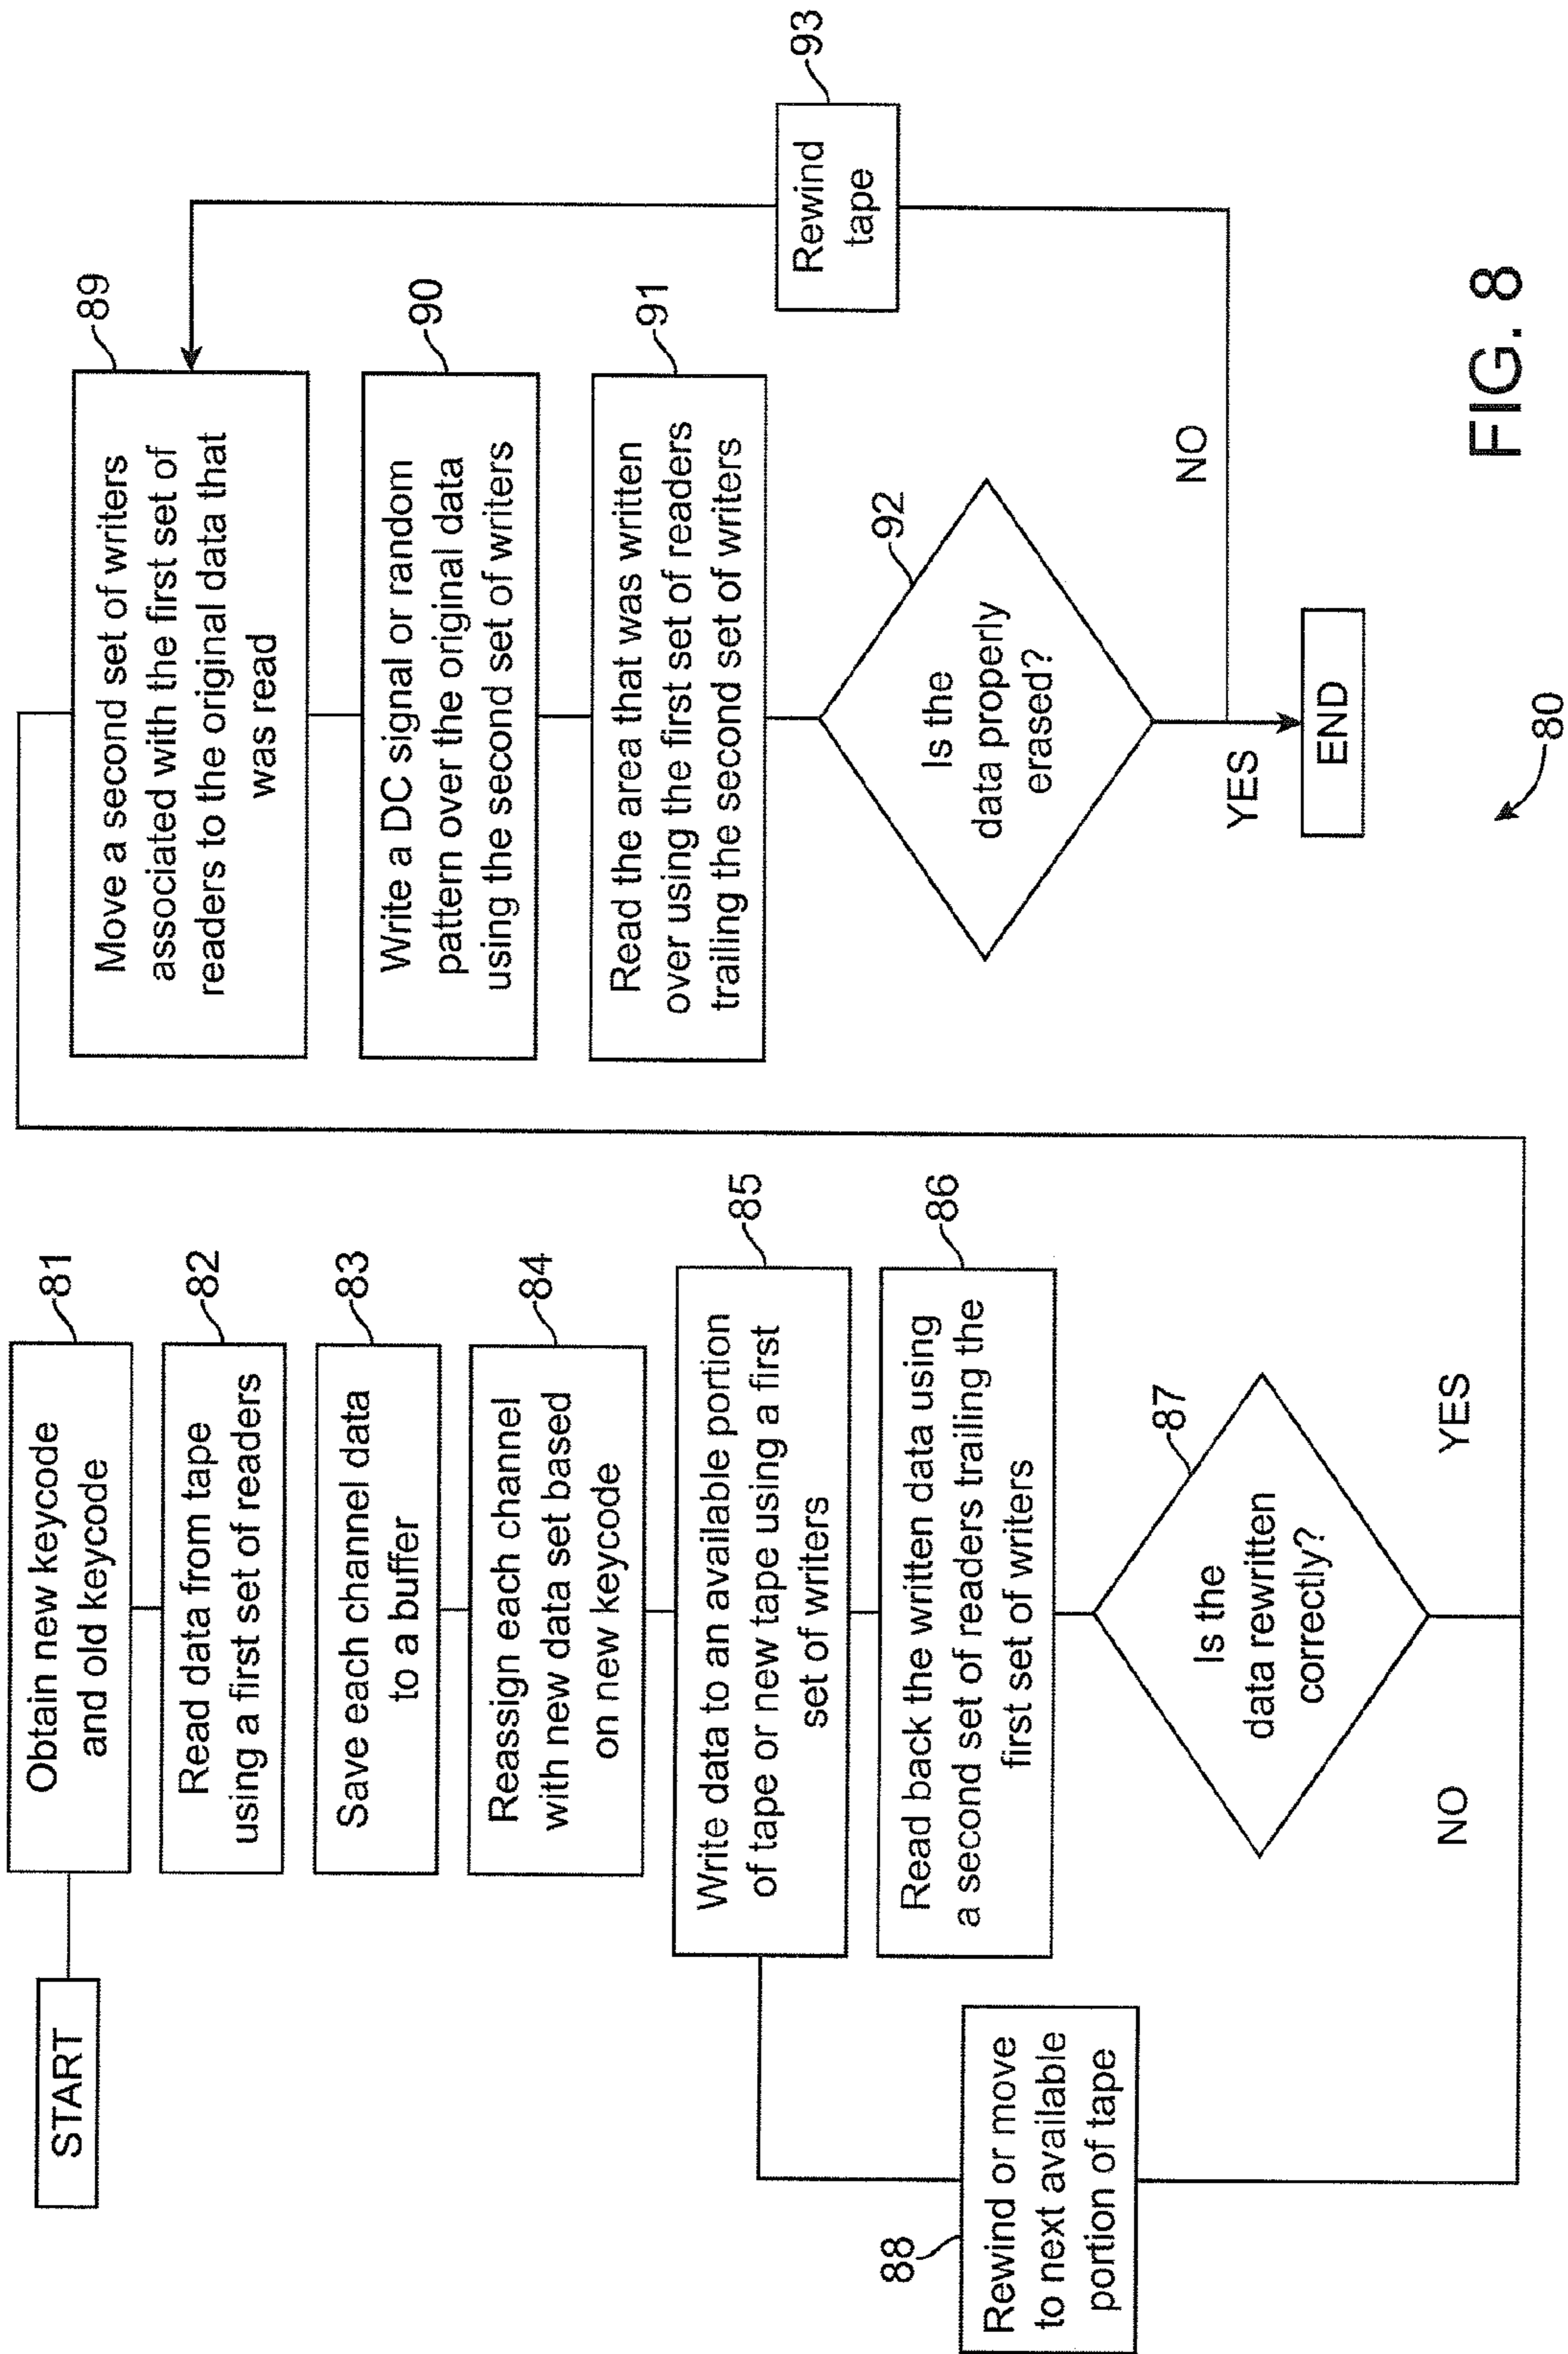 START
Obtain new keycode
and old keycode
81
Read data from tape
using a first set of readers
82
Save each channel data
to a buffer
83
Reassign each channel
with new data set based
on new keycode
84
Write data to an available portion
of tape or new tape using a first
set of writers
85
Read back the written data using
a second set of readers trailing the
first set of writers
86
Is the
data rewritten
correctly?
87
NO
YES
88
Rewind or move
to next available
portion of tape
Move a second set of writers
associated with the first set of
readers to the original data that
was read
89
Write a DC signal or random
pattern over the original data
using the second set of writers
90
Read the area that was written
over using the first set of readers
trailing the second set of writers
91
Is the
data properly
erased?
92
NO
YES
Rewind
tape
93
END
80
FIG. 8